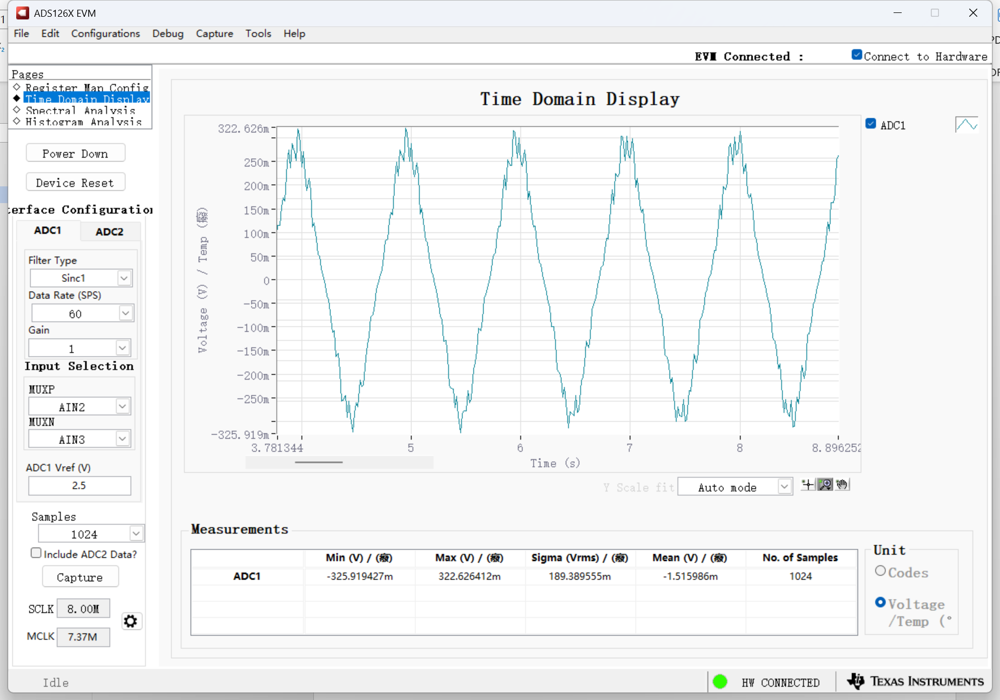 ADS126X EVM
File Edit Configurations Debug Capture Tools Help
EVM Connected : Connect to Hardware
Pages
Register Map Config
Time Domain Display
Spectral Analysis
Histogram Analysis
Power Down
Device Reset
terface Configuration
ADC1 ADC2
Filter Type
Sinc1
Data Rate (SPS)
60
Gain
1
Input Selection
MUXP
AIN2
MUXN
AIN3
ADC1 Vref (V)
2.5
Samples
1024
Include ADC2 Data?
Capture
SCLK 8.00M
MCLK 7.37M
Time Domain Display
ADC1
Voltage (V) / Temp (癈)
322.626m
250m
200m
150m
100m
50m
0
-50m
-100m
-150m
-200m
-250m
-325.919m
3.781344 5 6 7 8 8.896252
Time (s)
Y Scale fit Auto mode
Measurements
Min (V) / (癈) Max (V) / (癈) Sigma (Vrms) / (癈) Mean (V) / (癈) No. of Samples
ADC1 -325.919427m 322.626412m 189.389555m -1.515986m 1024
Unit
Codes
Voltage
/Temp (°
Idle HW CONNECTED TEXAS INSTRUMENTS